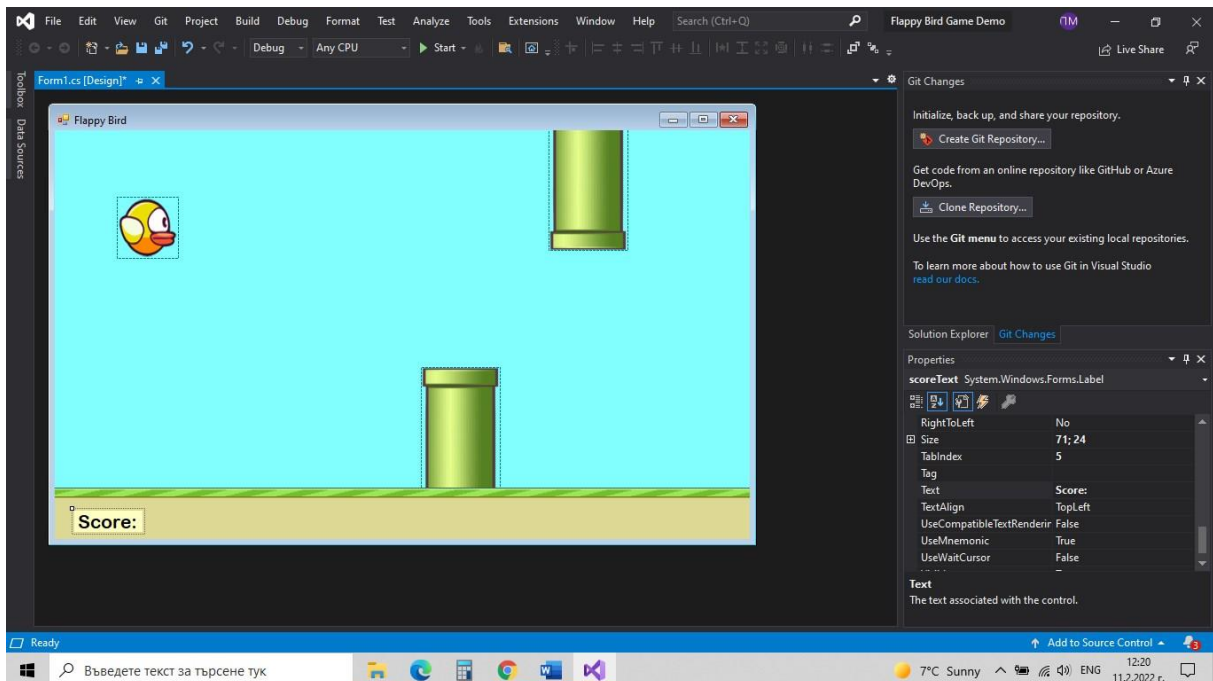 File Edit View Git Project Build Debug Format Test Analyze Tools Extensions Window Help Search (Ctrl+Q) Flappy Bird Game Demo ПМ
Debug Any CPU Start Live Share
Toolbox
Data Sources
Form1.cs [Design]*
Flappy Bird
Score:
Git Changes
Initialize, back up, and share your repository.
Create Git Repository...
Get code from an online repository like GitHub or Azure
DevOps.
Clone Repository...
Use the Git menu to access your existing local repositories.
To learn more about how to use Git in Visual Studio
read our docs.
Solution Explorer Git Changes
Properties
scoreText System.Windows.Forms.Label
RightToLeft No
Size 71; 24
TabIndex 5
Tag
Text Score:
TextAlign TopLeft
UseCompatibleTextRenderir False
UseMnemonic True
UseWaitCursor False
Text
The text associated with the control.
Ready Add to Source Control 3
Въведете текст за търсене тук 7°C Sunny ENG 12:20
11.2.2022 г.